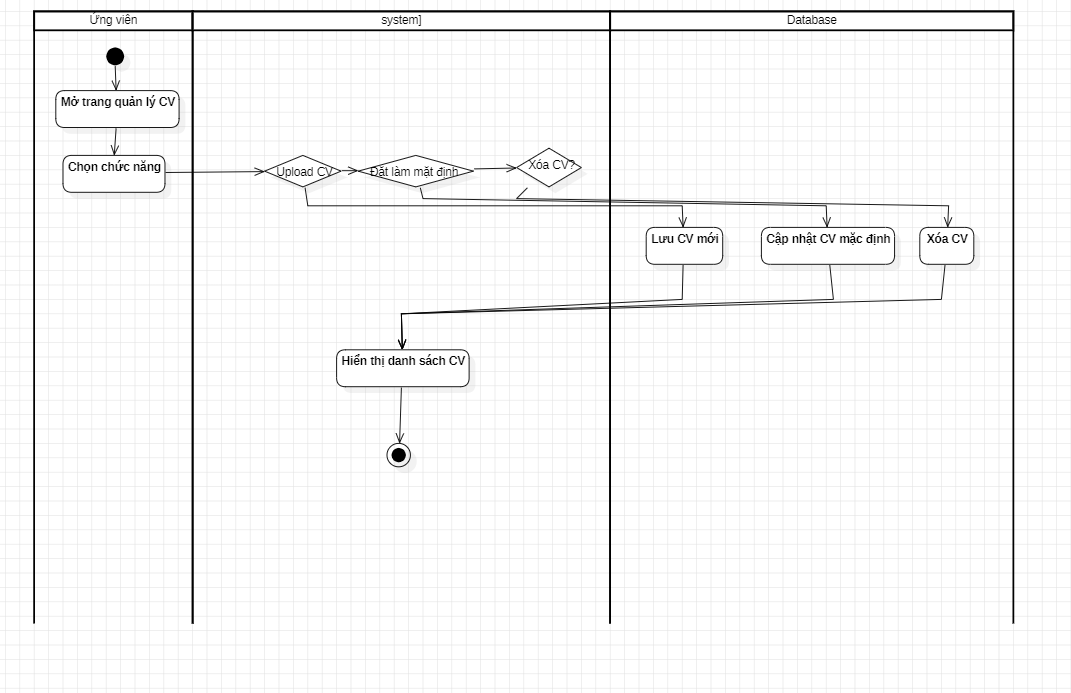 Ứng viên
system]
Database
Mở trang quản lý CV
Chọn chức năng
Upload CV
Đặt làm mặt đinh
Xóa CV?
Lưu CV mới
Cập nhật CV mặc định
Xóa CV
Hiển thị danh sách CV